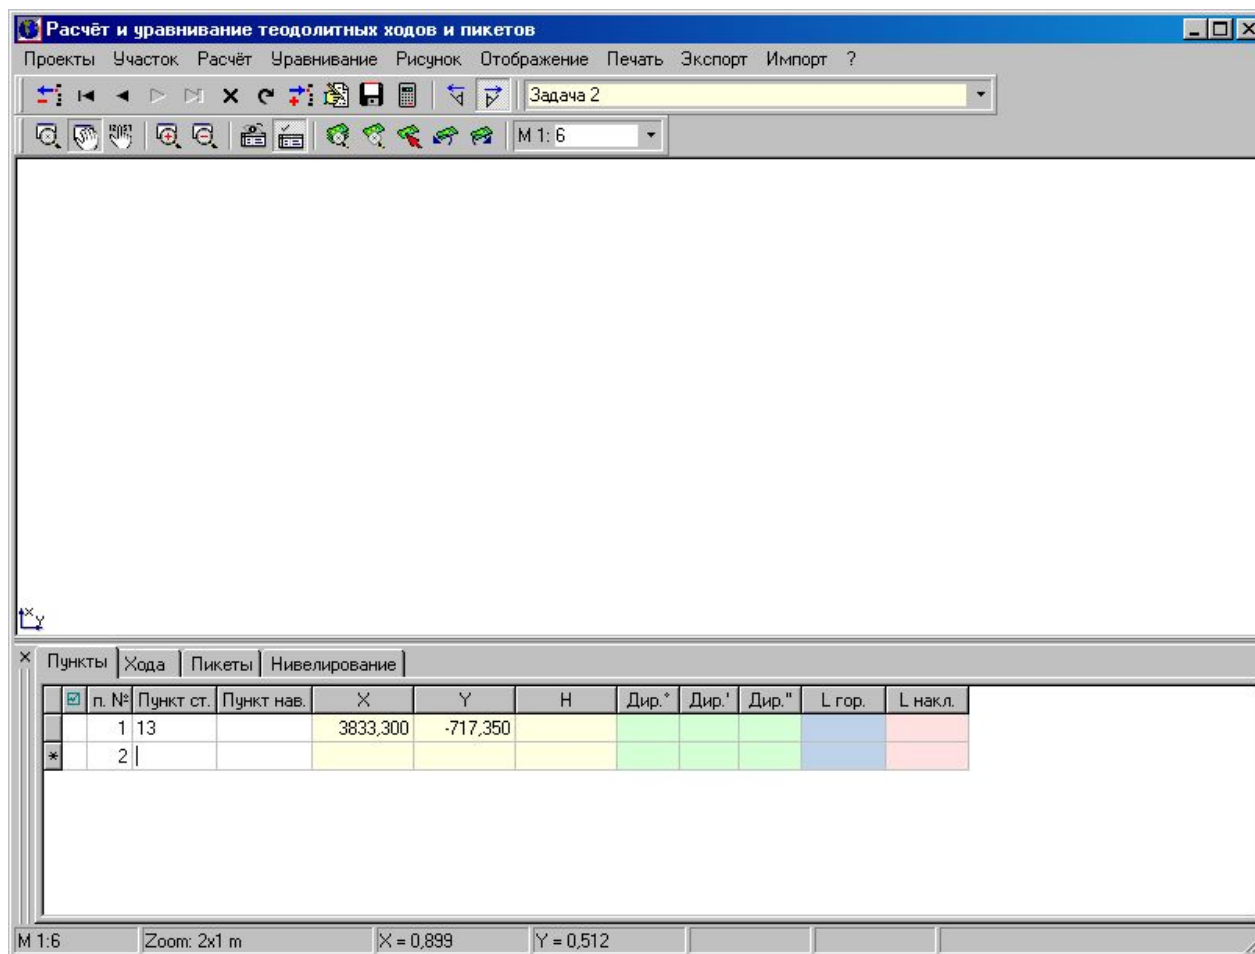 Расчёт и уравнивание теодолитных ходов и пикетов
Проекты Участок Расчёт Уравнивание Рисунок Отображение Печать Экспорт Импорт ?
Задача 2
M 1: 6
X
Y
Пункты Хода Пикеты Нивелирование
п. № Пункт ст. Пункт нав. X Y H Дир.° Дир.' Дир." L гор. L накл.
1 13 3833,300 -717,350
* 2
M 1:6 Zoom: 2x1 m X = 0,899 Y = 0,512